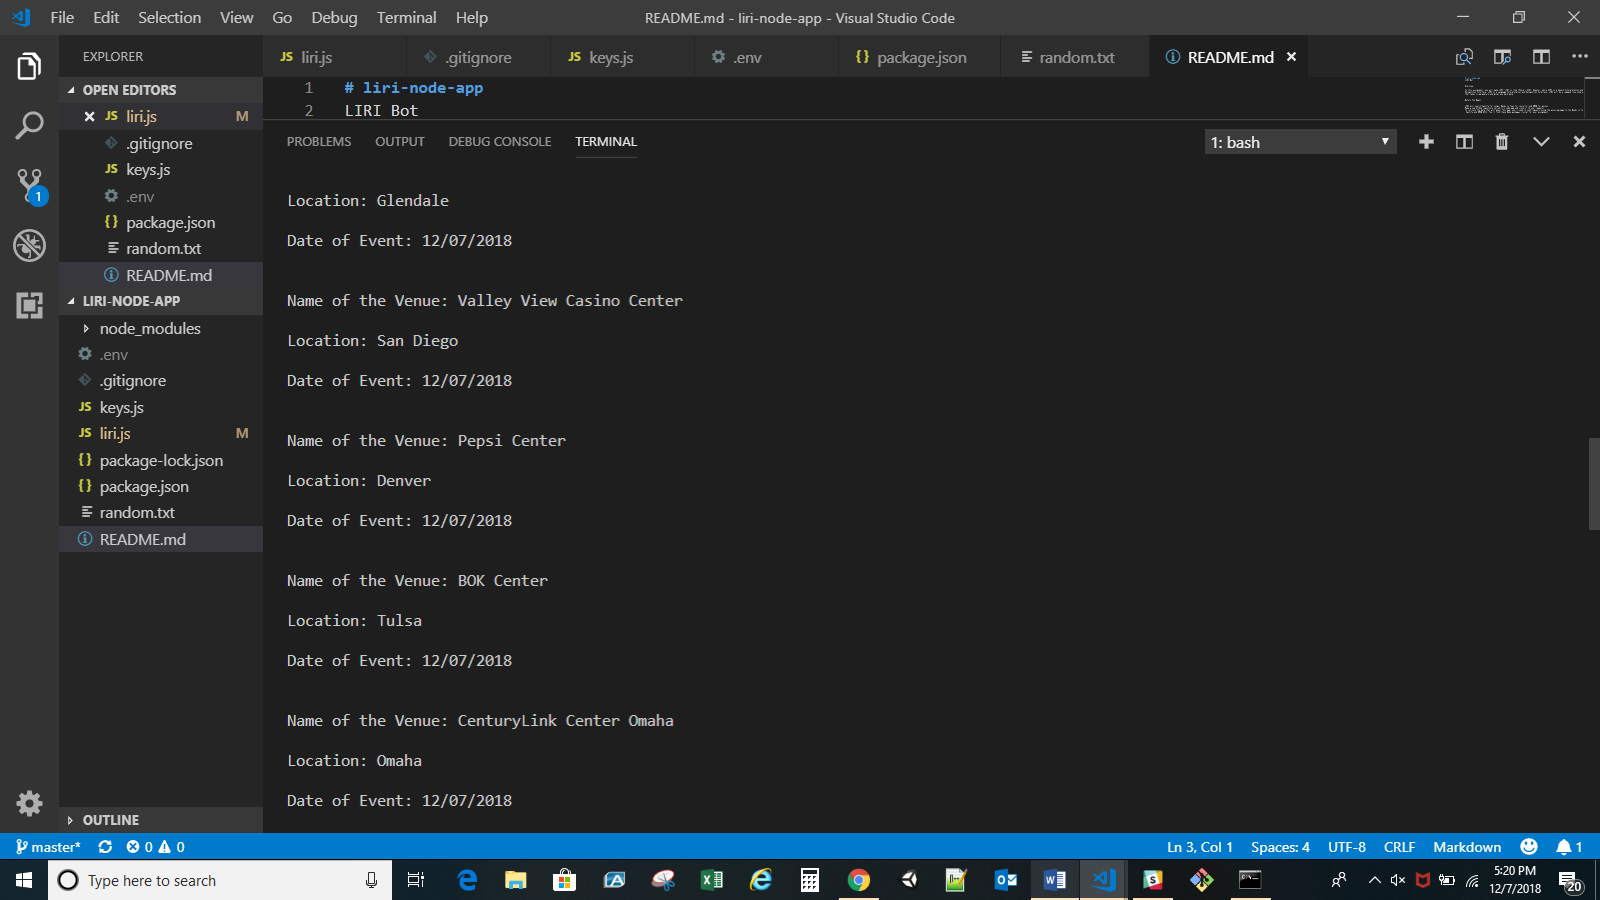 File Edit Selection View Go Debug Terminal Help README.md - liri-node-app - Visual Studio Code
EXPLORER
OPEN EDITORS
JS liri.js M
.gitignore
JS keys.js
.env
{} package.json
random.txt
README.md
LIRI-NODE-APP
node_modules
.env
.gitignore
JS keys.js
JS liri.js M
{} package-lock.json
{} package.json
random.txt
README.md
OUTLINE
1
JS liri.js .gitignore JS keys.js .env {} package.json random.txt README.md
1 # liri-node-app
2 LIRI Bot
PROBLEMS OUTPUT DEBUG CONSOLE TERMINAL 1: bash
Location: Glendale
Date of Event: 12/07/2018
Name of the Venue: Valley View Casino Center
Location: San Diego
Date of Event: 12/07/2018
Name of the Venue: Pepsi Center
Location: Denver
Date of Event: 12/07/2018
Name of the Venue: BOK Center
Location: Tulsa
Date of Event: 12/07/2018
Name of the Venue: CenturyLink Center Omaha
Location: Omaha
Date of Event: 12/07/2018
master* 0 0 Ln 3, Col 1 Spaces: 4 UTF-8 CRLF Markdown 1
Type here to search
5:20 PM
12/7/2018
20